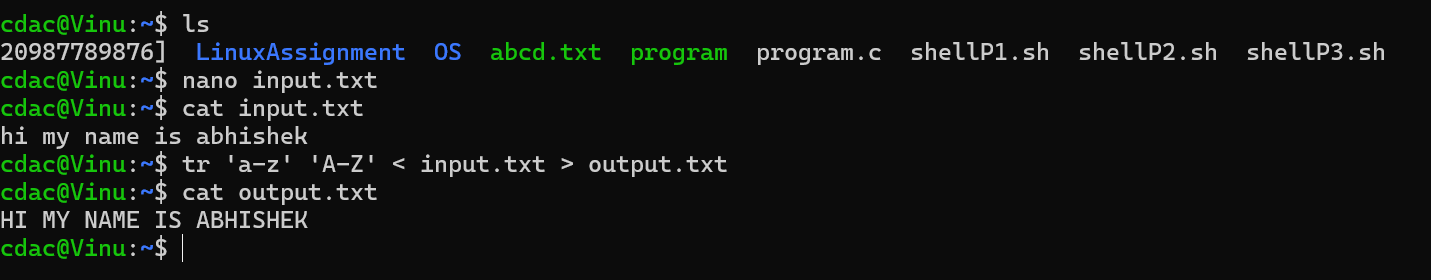 cdac@Vinu:~$ ls
20987789876]  LinuxAssignment  OS  abcd.txt  program  program.c  shellP1.sh  shellP2.sh  shellP3.sh
cdac@Vinu:~$ nano input.txt
cdac@Vinu:~$ cat input.txt
hi my name is abhishek
cdac@Vinu:~$ tr 'a-z' 'A-Z' < input.txt > output.txt
cdac@Vinu:~$ cat output.txt
HI MY NAME IS ABHISHEK
cdac@Vinu:~$